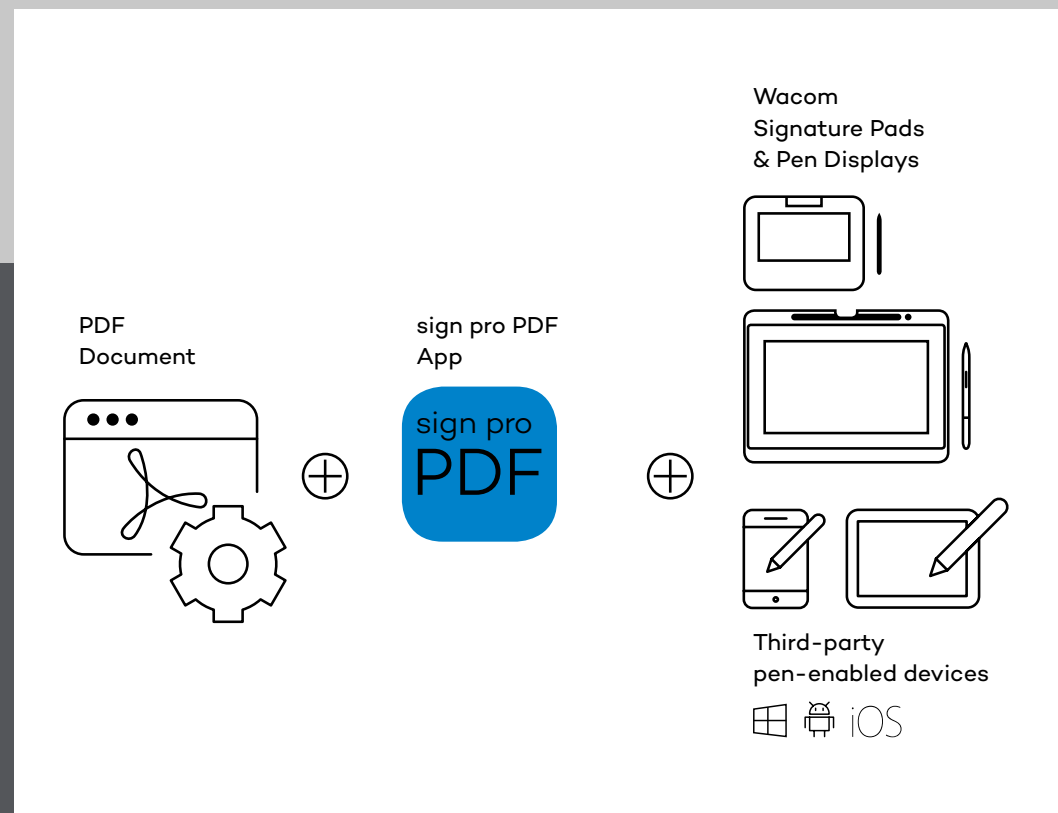 PDF
Document
sign pro PDF
App
sign pro
PDF
Wacom
Signature Pads
& Pen Displays
Third-party
pen-enabled devices
iOS